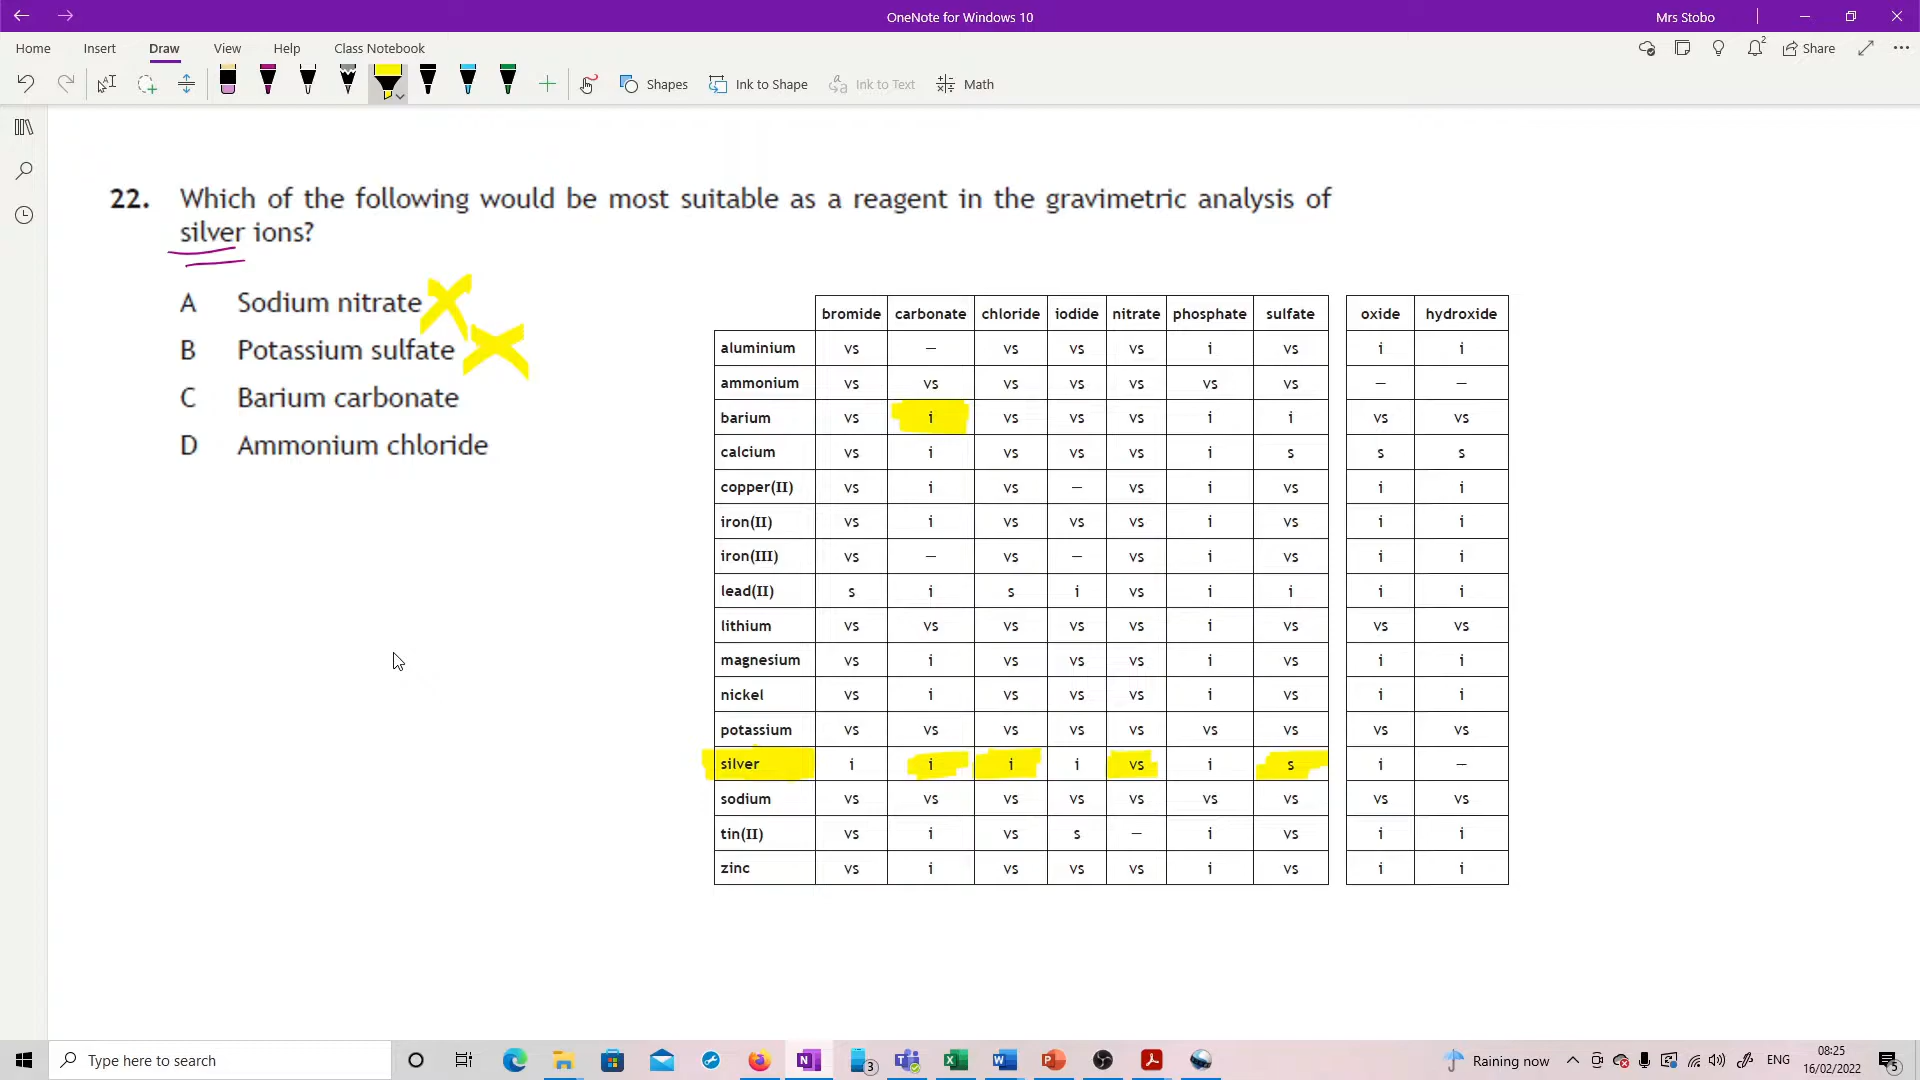 OneNote for Windows 10
Mrs Stobo
Home Insert Draw View Help Class Notebook
2
Share
Shapes Ink to Shape Ink to Text Math
22. Which of the following would be most suitable as a reagent in the gravimetric analysis of
silver ions?
A Sodium nitrate
B Potassium sulfate
C Barium carbonate
D Ammonium chloride
bromide carbonate chloride iodide nitrate phosphate sulfate oxide hydroxide
aluminium vs – vs vs vs i vs i i
ammonium vs vs vs vs vs vs vs – –
barium vs i vs vs vs i i vs vs
calcium vs i vs vs vs i s s s
copper(II) vs i vs – vs i vs i i
iron(II) vs i vs vs vs i vs i i
iron(III) vs – vs – vs i vs i i
lead(II) s i s i vs i i i i
lithium vs vs vs vs vs i vs vs vs
magnesium vs i vs vs vs i vs i i
nickel vs i vs vs vs i vs i i
potassium vs vs vs vs vs vs vs vs vs
silver i i i i vs i s i –
sodium vs vs vs vs vs vs vs vs vs
tin(II) vs i vs s – i vs i i
zinc vs i vs vs vs i vs i i
Type here to search
3
Raining now
ENG
08:25
16/02/2022
5